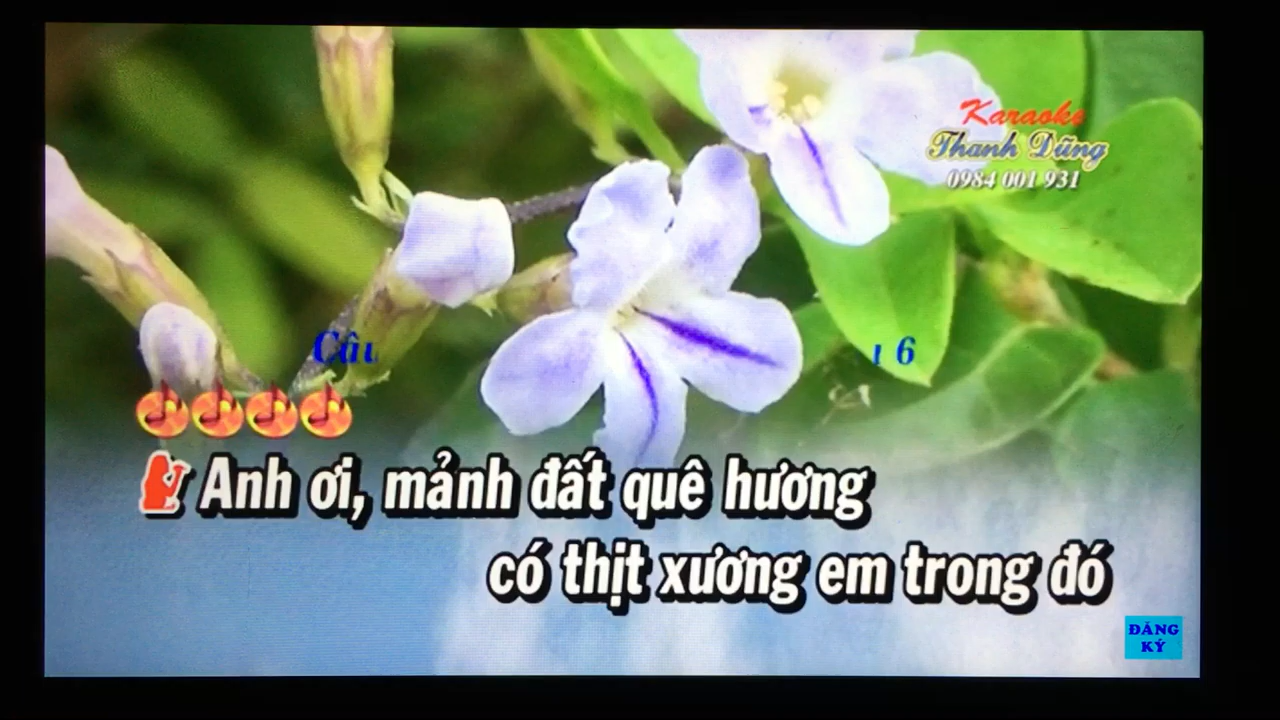 Karaoke
Thanh Dũng
0984 001 931
Câu 6
Anh ơi, mảnh đất quê hương
có thịt xương em trong đó
ĐĂNG
KÝ